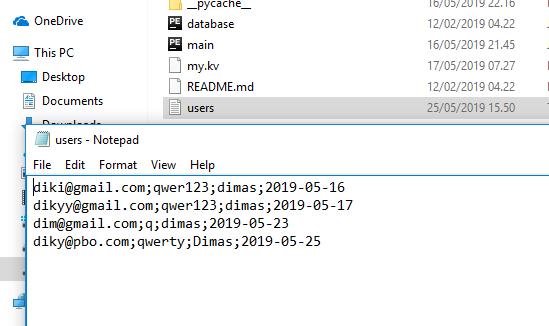 __pycache__ 16/05/2019 22.16
OneDrive
database 12/02/2019 04.22
This PC
main 16/05/2019 21.45
Desktop
my.kv 17/05/2019 07.27
Documents
README.md 12/02/2019 04.22
Downloads
users 25/05/2019 15.50
users - Notepad
File Edit Format View Help
diki@gmail.com;qwer123;dimas;2019-05-16
dikyy@gmail.com;qwer123;dimas;2019-05-17
dim@gmail.com;q;dimas;2019-05-23
diky@pbo.com;qwerty;Dimas;2019-05-25